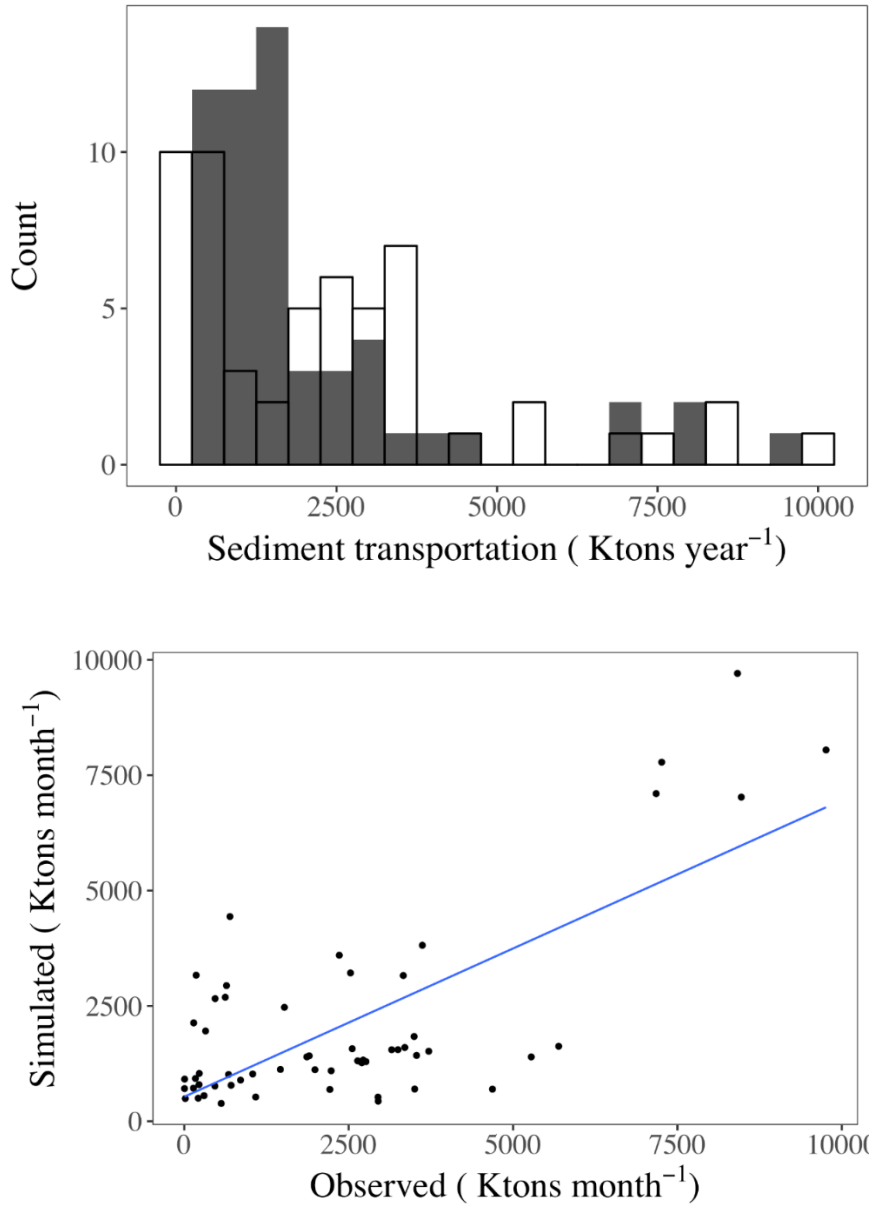 Count
10
5
0
0 2500 5000 7500 10000
Sediment transportation ( Ktons year⁻¹)
Simulated ( Ktons month⁻¹)
10000
7500
5000
2500
0
0 2500 5000 7500 10000
Observed ( Ktons month⁻¹)